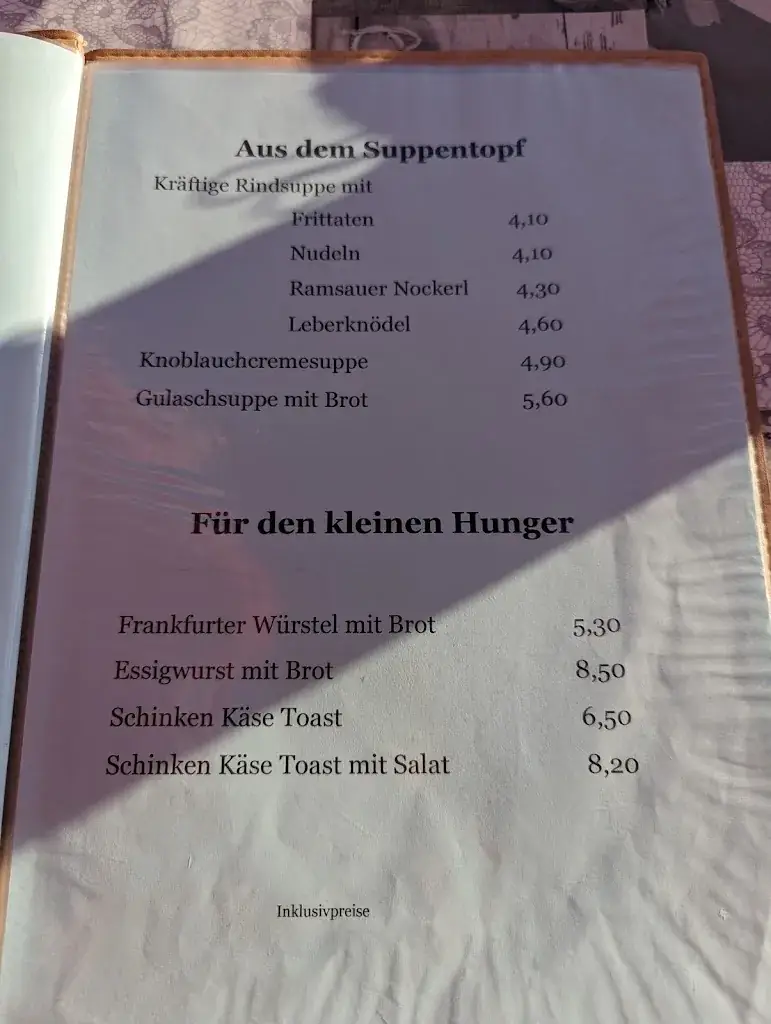 Aus dem Suppentopf
Kräftige Rindsuppe mit
Frittaten 4,10
Nudeln 4,10
Ramsauer Nockerl 4,30
Leberknödel 4,60
Knoblauchcremesuppe 4,90
Gulaschsuppe mit Brot 5,60
Für den kleinen Hunger
Frankfurter Würstel mit Brot 5,30
Essigwurst mit Brot 8,50
Schinken Käse Toast 6,50
Schinken Käse Toast mit Salat 8,20
Inklusivpreise